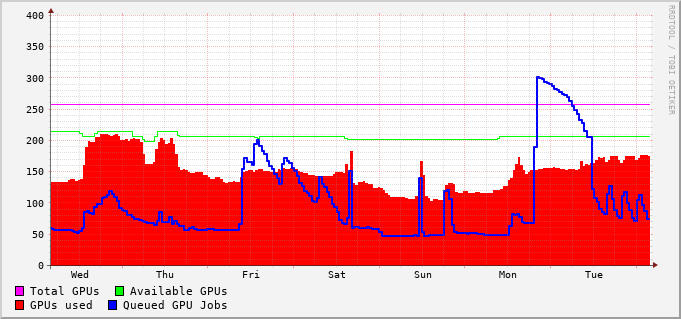 400
350
300
250
200
150
100
50
0
Wed Thu Fri Sat Sun Mon Tue
Total GPUs Available GPUs
GPUs used Queued GPU Jobs
RRDTOOL / TOBI OETIKER